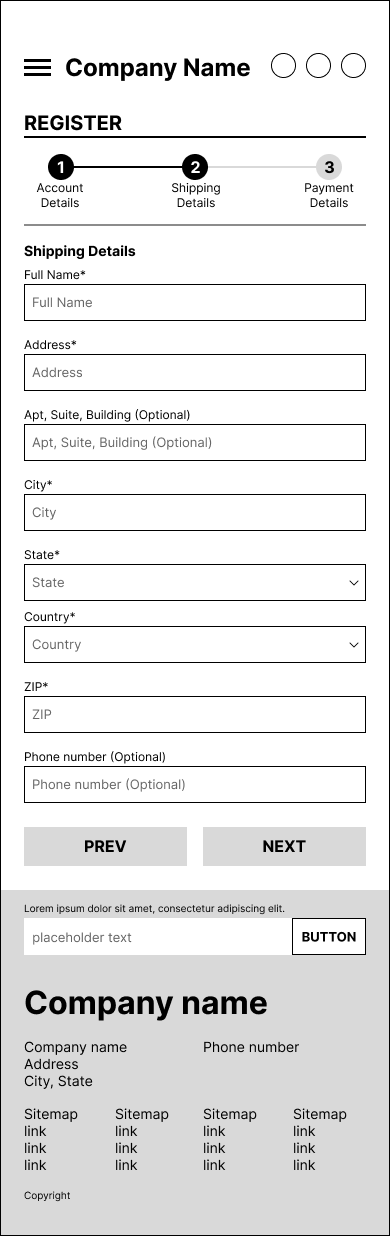 Company Name
REGISTER
1 2 3
Account Shipping Payment
Details Details Details
Shipping Details
Full Name*
Full Name
Address*
Address
Apt, Suite, Building (Optional)
Apt, Suite, Building (Optional)
City*
City
State*
State
Country*
Country
ZIP*
ZIP
Phone number (Optional)
Phone number (Optional)
PREV NEXT
Lorem ipsum dolor sit amet, consectetur adipiscing elit.
placeholder text BUTTON
Company name
Company name Phone number
Address
City, State
Sitemap Sitemap Sitemap Sitemap
link link link link
link link link link
link link link link
Copyright